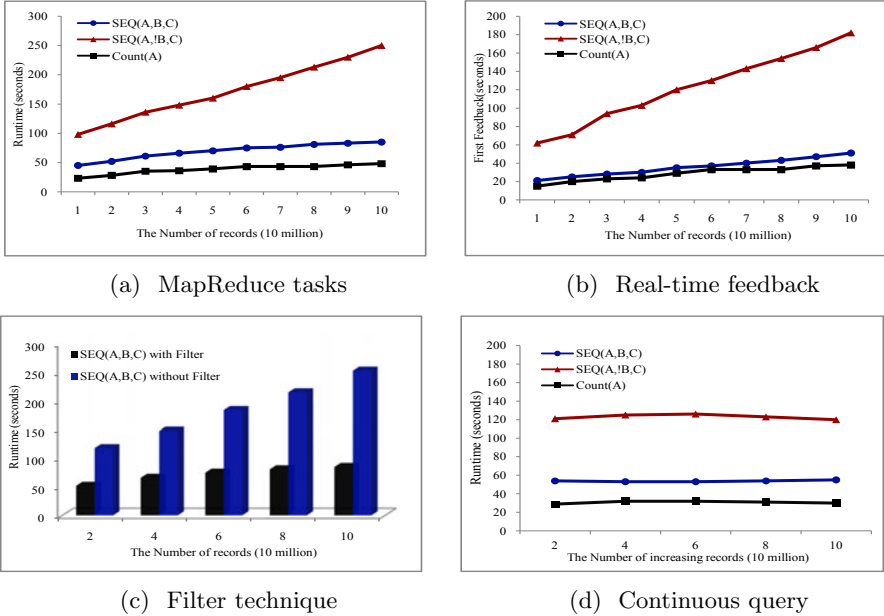 300
250
200
150
100
50
0
Runtime (seconds)
SEQ(A,B,C)
SEQ(A,!B,C)
Count(A)
1 2 3 4 5 6 7 8 9 10
The Number of records (10 million)
(a) MapReduce tasks
200
180
160
140
120
100
80
60
40
20
0
First Feedback(seconds)
SEQ(A,B,C)
SEQ(A,!B,C)
Count(A)
1 2 3 4 5 6 7 8 9 10
The Number of records (10 million)
(b) Real-time feedback
300
250
200
150
100
50
0
Runtime (seconds)
SEQ(A,B,C) with Filter
SEQ(A,B,C) without Filter
2 4 6 8 10
The Number of records (10 million)
(c) Filter technique
200
180
160
140
120
100
80
60
40
20
0
Runtime (seconds)
SEQ(A,B,C)
SEQ(A,!B,C)
Count(A)
2 4 6 8 10
The Number of increasing records (10 million)
(d) Continuous query